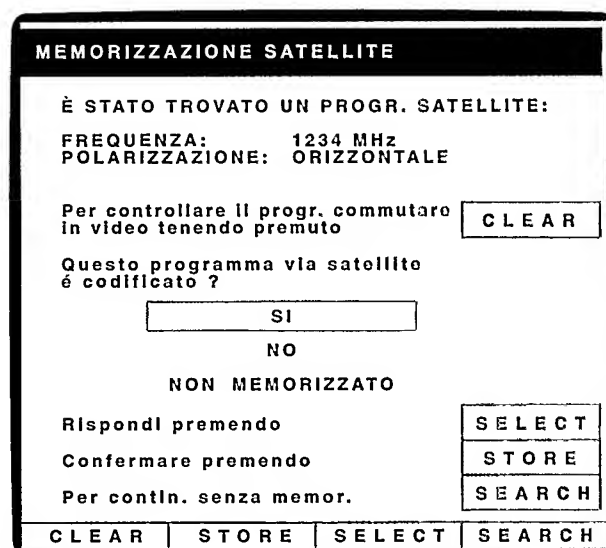 MEMORIZZAZIONE SATELLITE
È STATO TROVATO UN PROGR. SATELLITE:
FREQUENZA: 1234 MHz
POLARIZZAZIONE: ORIZZONTALE
Per controllare il progr. commutare
in video tenendo premuto CLEAR
Questo programma via satellite
é codificato ?
SI
NO
NON MEMORIZZATO
Rispondi premendo SELECT
Confermare premendo STORE
Per contin. senza memor. SEARCH
CLEAR STORE SELECT SEARCH